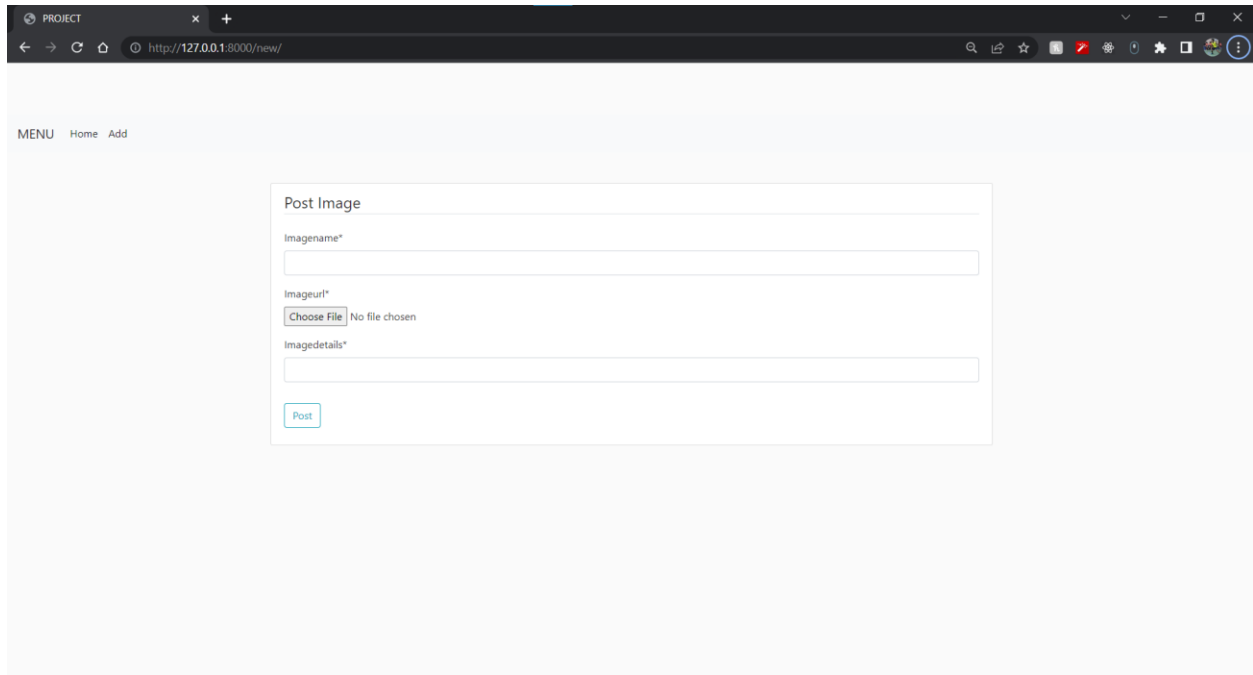 PROJECT
http://127.0.0.1:8000/new/
MENU Home Add
Post Image
Imagename*
Imageurl*
Choose File No file chosen
Imagedetails*
Post